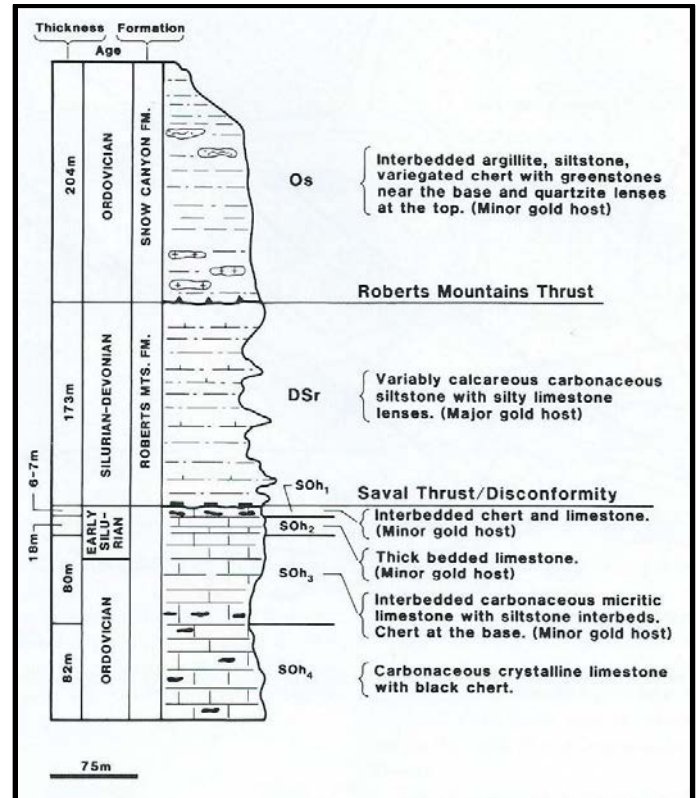 Thickness Formation
Age
204m
ORDOVICIAN
SNOW CANYON FM.
Os
Interbedded argillite, siltstone,
variegated chert with greenstones
near the base and quartzite lenses
at the top. (Minor gold host)
Roberts Mountains Thrust
173m
SILURIAN-DEVONIAN
ROBERTS MTS. FM.
DSr
Variably calcareous carbonaceous
siltstone with silty limestone
lenses. (Major gold host)
Saval Thrust/Disconformity
6-7m
SOh1
Interbedded chert and limestone.
(Minor gold host)
18m
EARLY
SILU-
RIAN
SOh2
Thick bedded limestone.
(Minor gold host)
80m
SOh3
Interbedded carbonaceous micritic
limestone with siltstone interbeds.
Chert at the base. (Minor gold host)
82m
ORDOVICIAN
SOh4
Carbonaceous crystalline limestone
with black chert.
75m